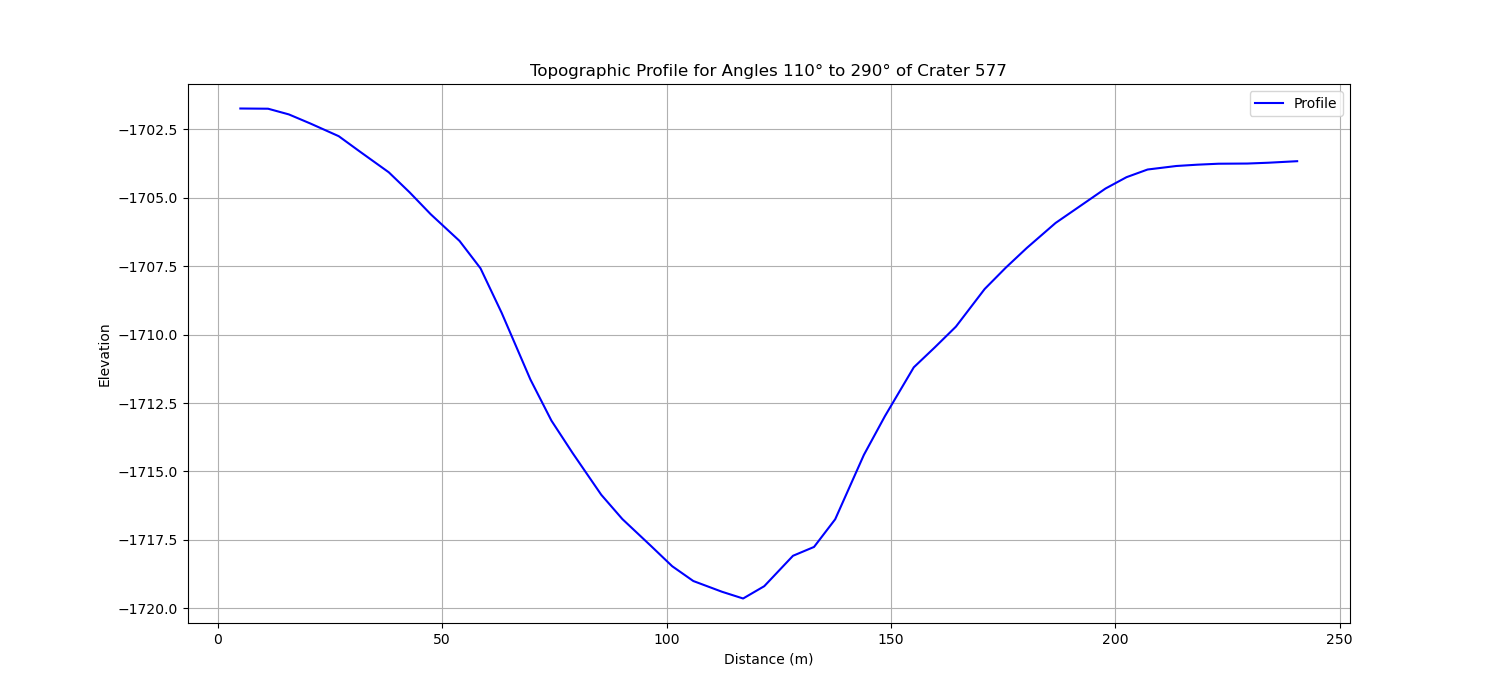 Topographic Profile for Angles 110° to 290° of Crater 577
Profile
−1702.5
−1705.0
−1707.5
−1710.0
−1712.5
−1715.0
−1717.5
−1720.0
Elevation
0 50 100 150 200 250
Distance (m)